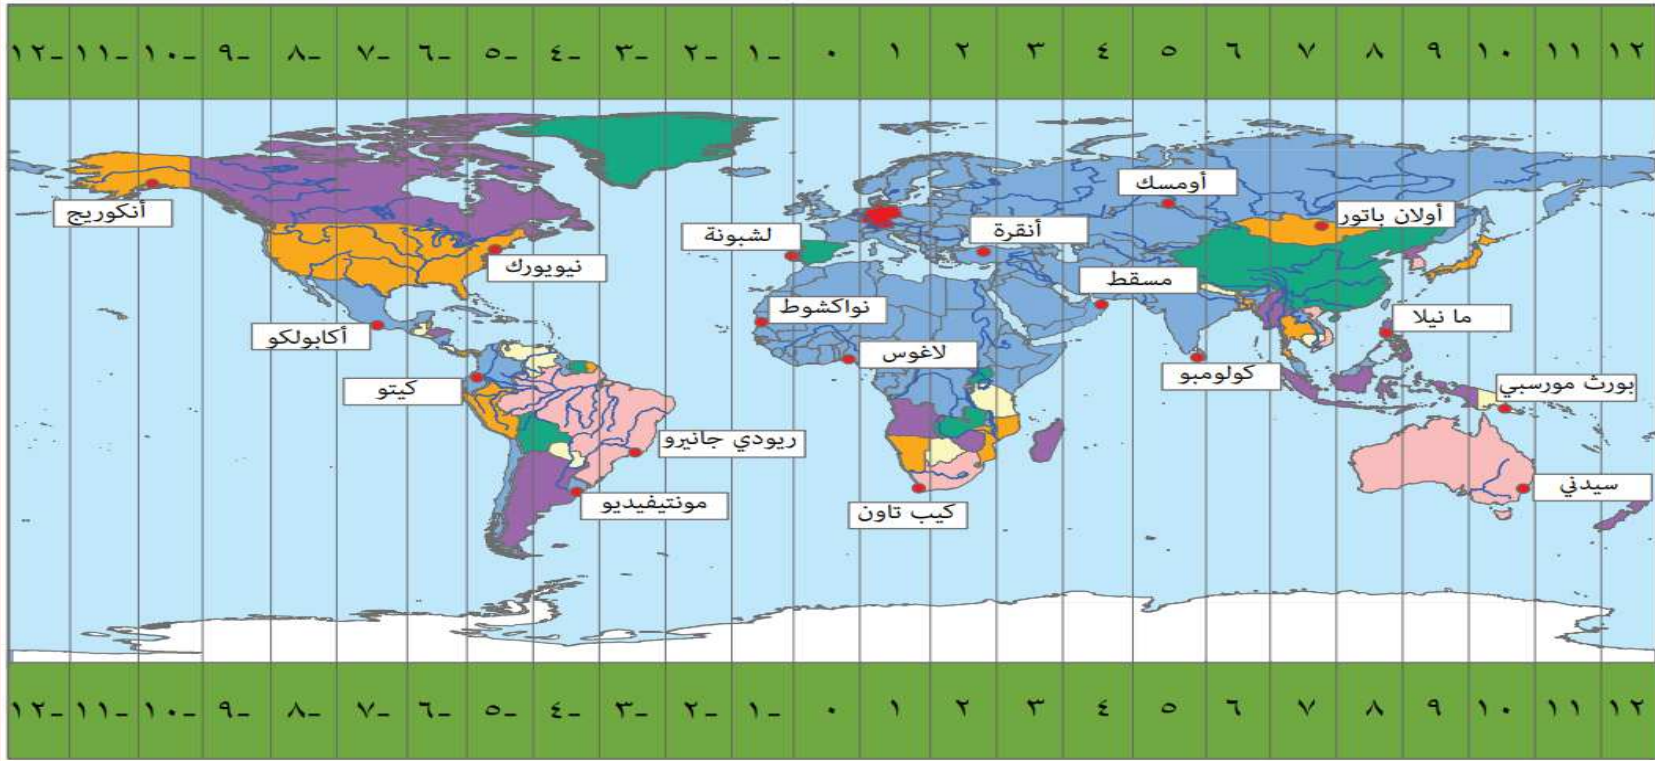 ١٢- ١١- ١٠- ٩- ٨- ٧- ٦- ٥- ٤- ٣- ٢- ١- ٠ ١ ٢ ٣ ٤ ٥ ٦ ٧ ٨ ٩ ١٠ ١١ ١٢
أومسك
أنكوريج
أولان باتور
لشبونة
أنقرة
نيويورك
مسقط
نواكشوط
ما نيلا
أكابولكو
لاغوس
كولومبو
كيتو
بورث مورسبي
ريودي جانيرو
سيدني
مونتيفيديو
كيب تاون
١٢- ١١- ١٠- ٩- ٨- ٧- ٦- ٥- ٤- ٣- ٢- ١- ٠ ١ ٢ ٣ ٤ ٥ ٦ ٧ ٨ ٩ ١٠ ١١ ١٢